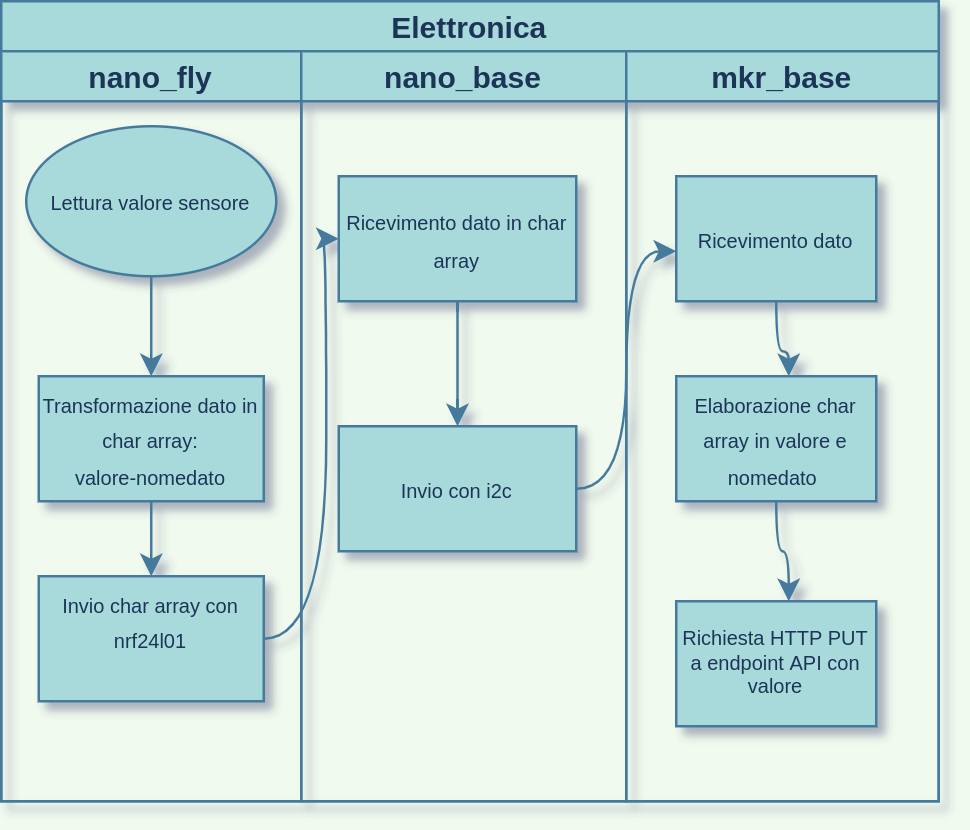 Elettronica
nano_fly
nano_base
mkr_base
Lettura valore sensore
Transformazione dato in
char array:
valore-nomedato
Invio char array con
nrf24l01
Ricevimento dato in char
array
Invio con i2c
Ricevimento dato
Elaborazione char
array in valore e
nomedato
Richiesta HTTP PUT
a endpoint API con
valore